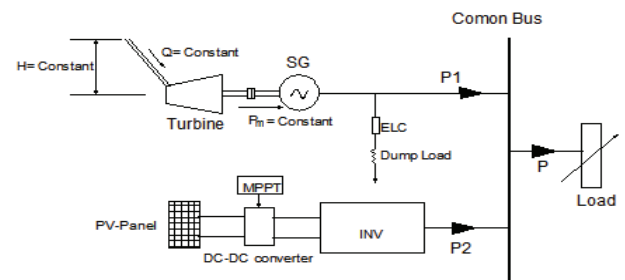 Comon Bus
Q= Constant
H= Constant
SG
P1
Turbine
Pm= Constant
ELC
Dump Load
P
Load
MPPT
PV-Panel
INV
P2
DC-DC converter